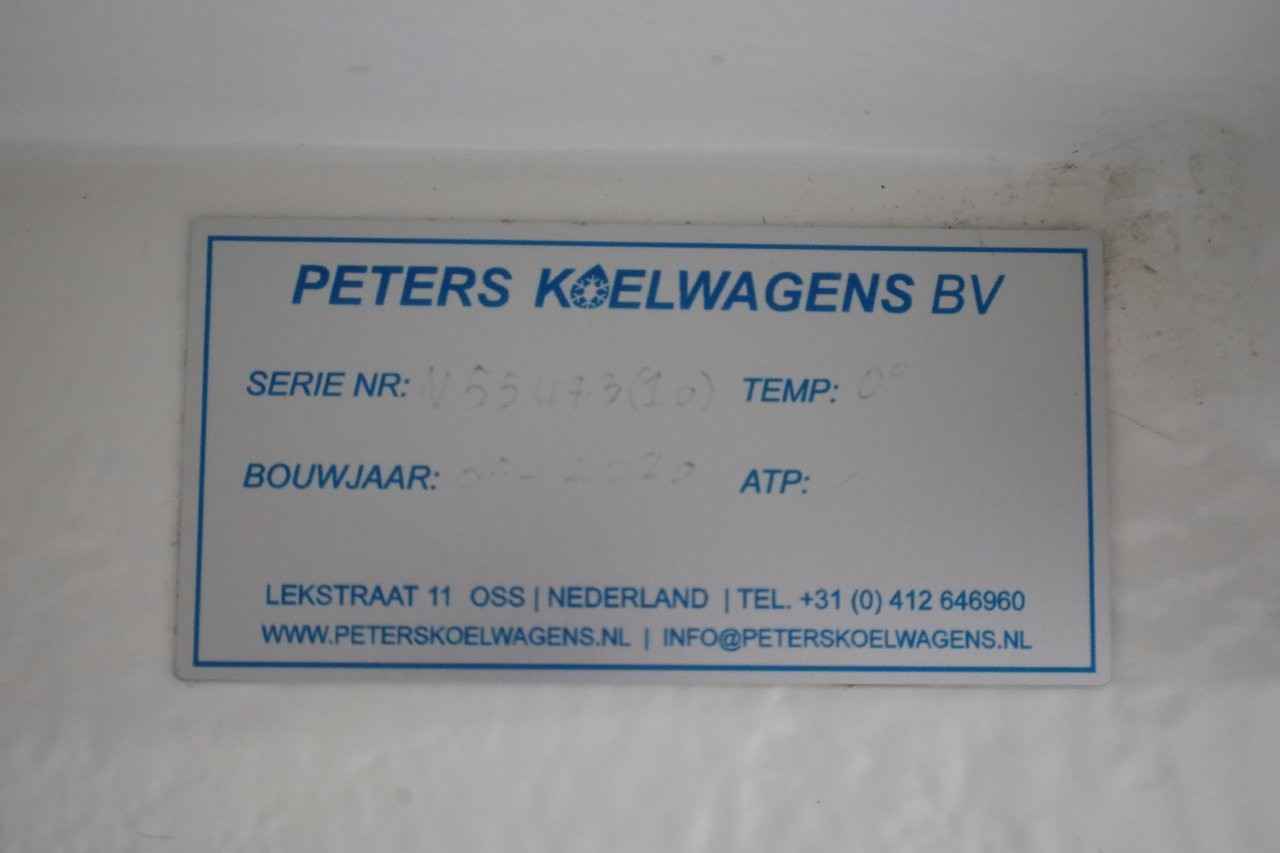 PETERS KOELWAGENS BV
SERIE NR: TEMP: 0°
BOUWJAAR: ATP:
LEKSTRAAT 11 OSS | NEDERLAND | TEL. +31 (0) 412 646960
WWW.PETERSKOELWAGENS.NL | INFO@PETERSKOELWAGENS.NL